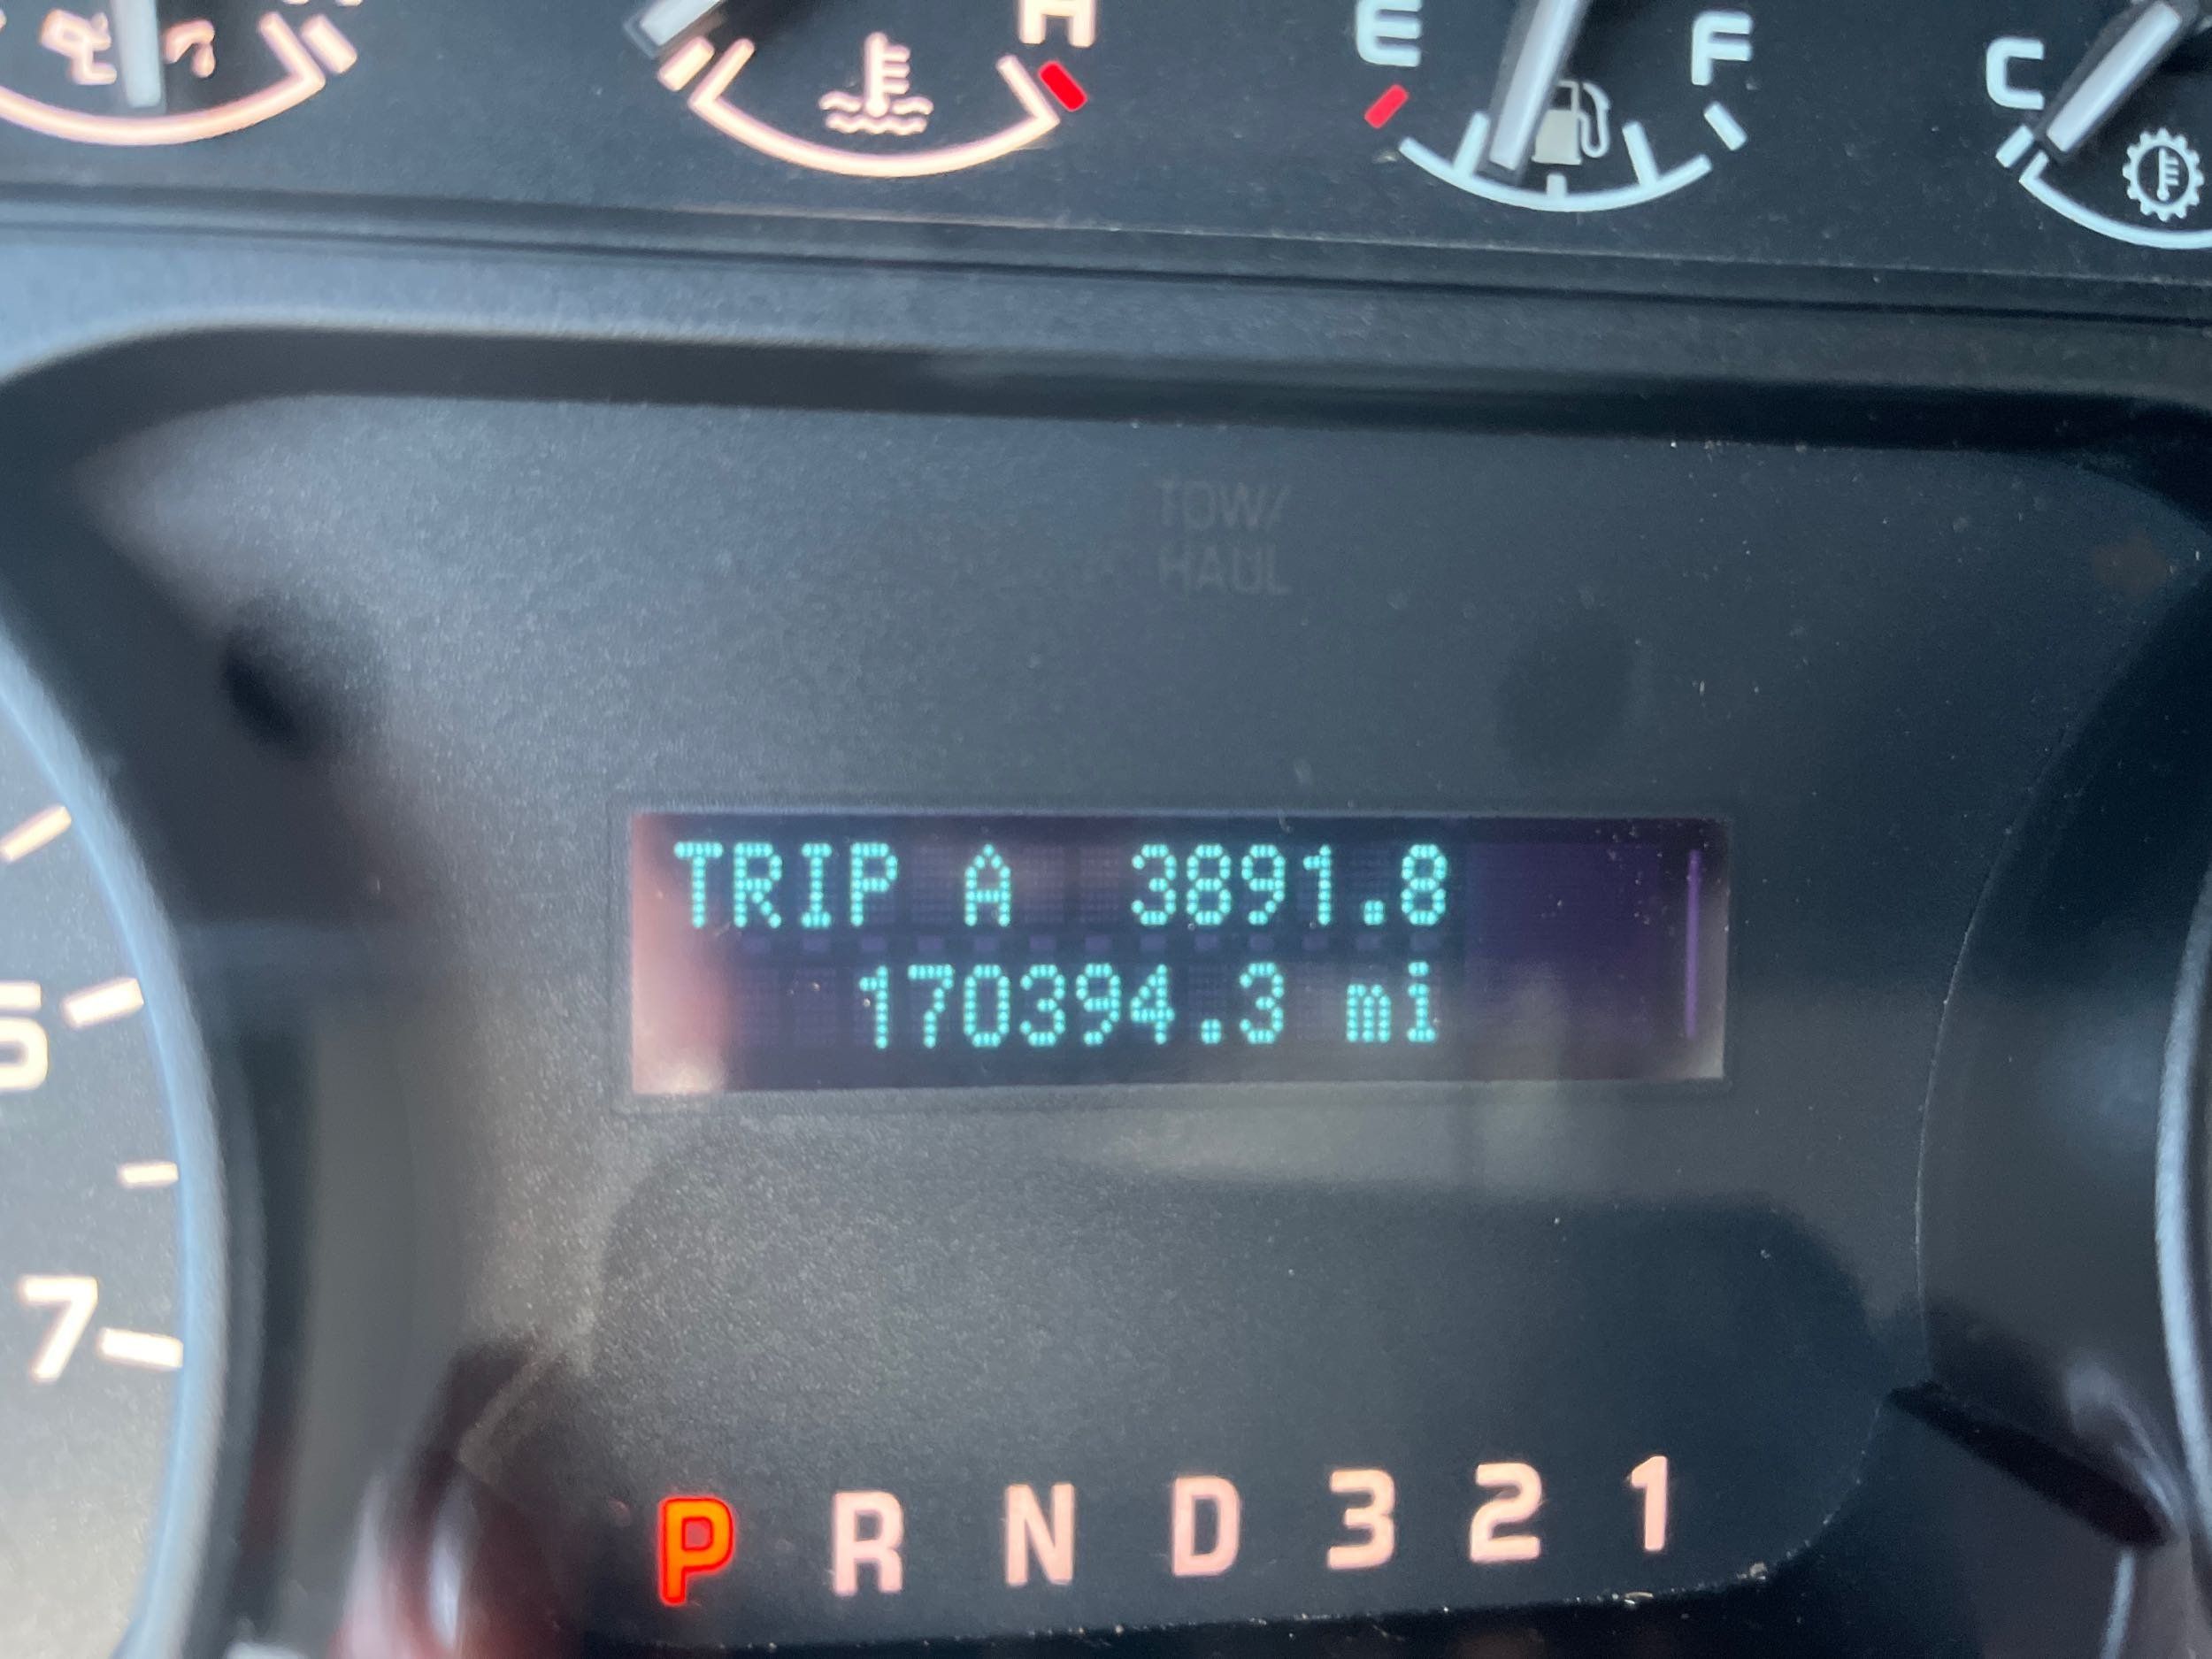 H
E F
C
TOW/
HAUL
TRIP A 3891.8
170394.3 mi
5
7
P R N D 3 2 1